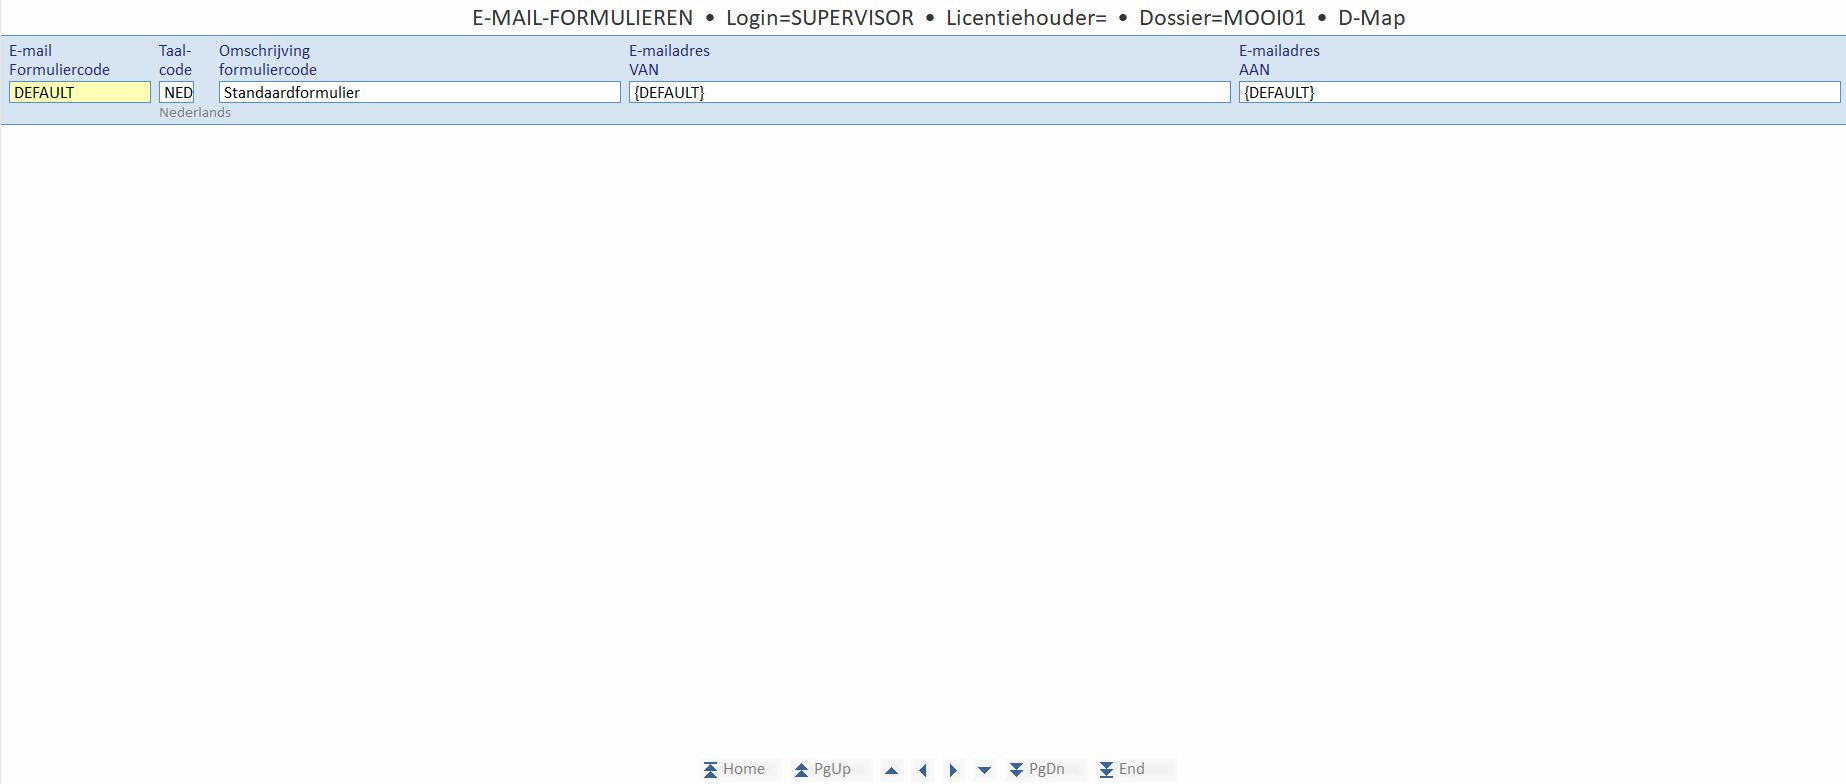 E-MAIL-FORMULIEREN • Login=SUPERVISOR • Licentiehouder= • Dossier=MOOI01 • D-Map
E-mail Formuliercode
Taal-code
Omschrijving formuliercode
E-mailadres VAN
E-mailadres AAN
DEFAULT NED Standaardformulier {DEFAULT} {DEFAULT}
Nederlands
Home PgUp PgDn End